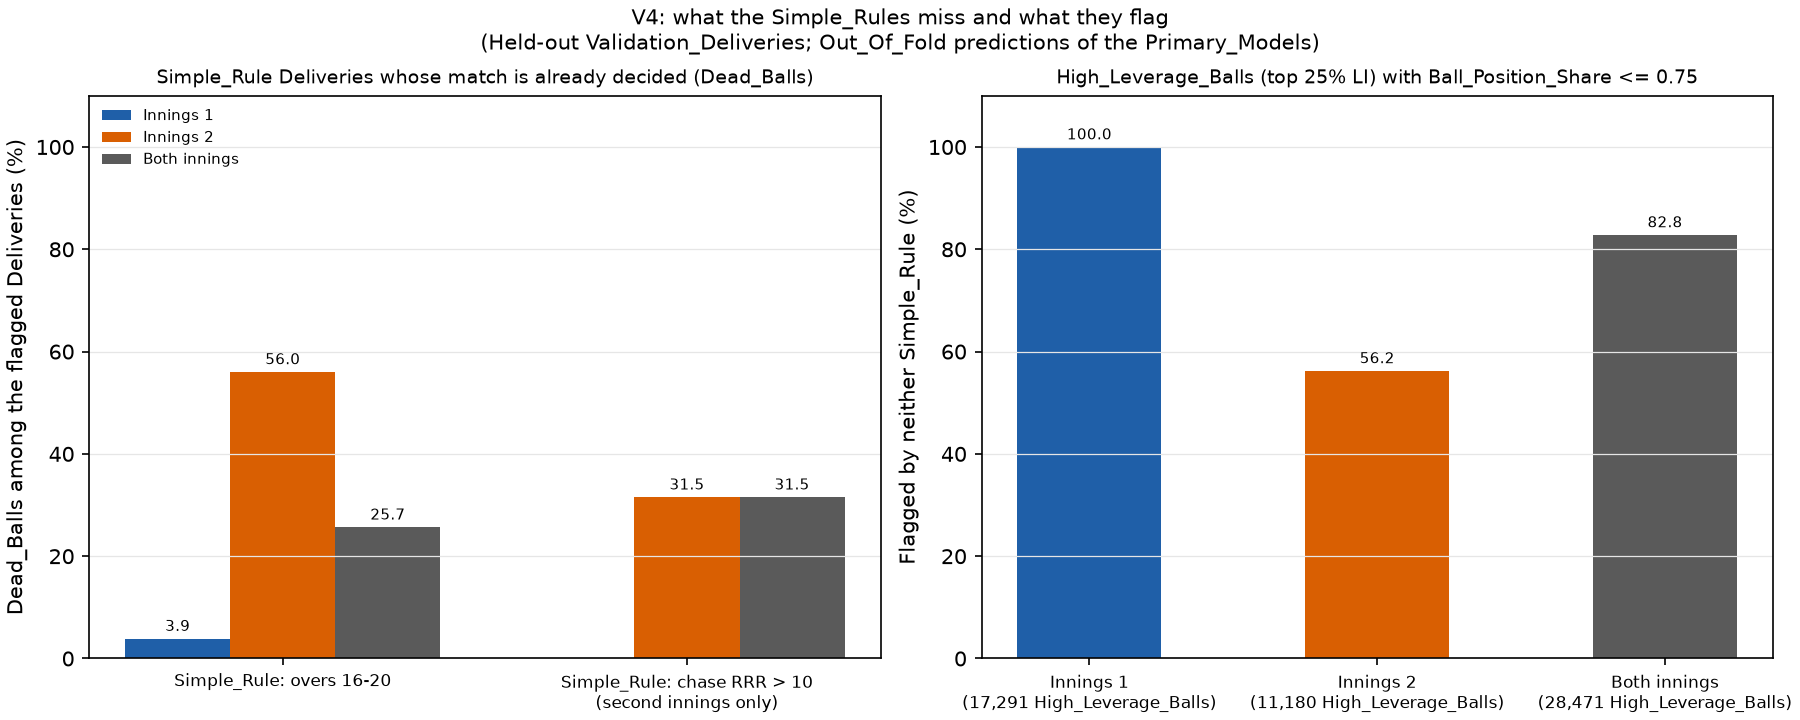 V4: what the Simple_Rules miss and what they flag
(Held-out Validation_Deliveries; Out_Of_Fold predictions of the Primary_Models)
Simple_Rule Deliveries whose match is already decided (Dead_Balls)
Dead_Balls among the flagged Deliveries (%)
100
80
60
40
20
0
Innings 1
Innings 2
Both innings
3.9
56.0
25.7
31.5
31.5
Simple_Rule: overs 16-20
Simple_Rule: chase RRR > 10
(second innings only)
High_Leverage_Balls (top 25% LI) with Ball_Position_Share <= 0.75
Flagged by neither Simple_Rule (%)
100
80
60
40
20
0
100.0
56.2
82.8
Innings 1
(17,291 High_Leverage_Balls)
Innings 2
(11,180 High_Leverage_Balls)
Both innings
(28,471 High_Leverage_Balls)